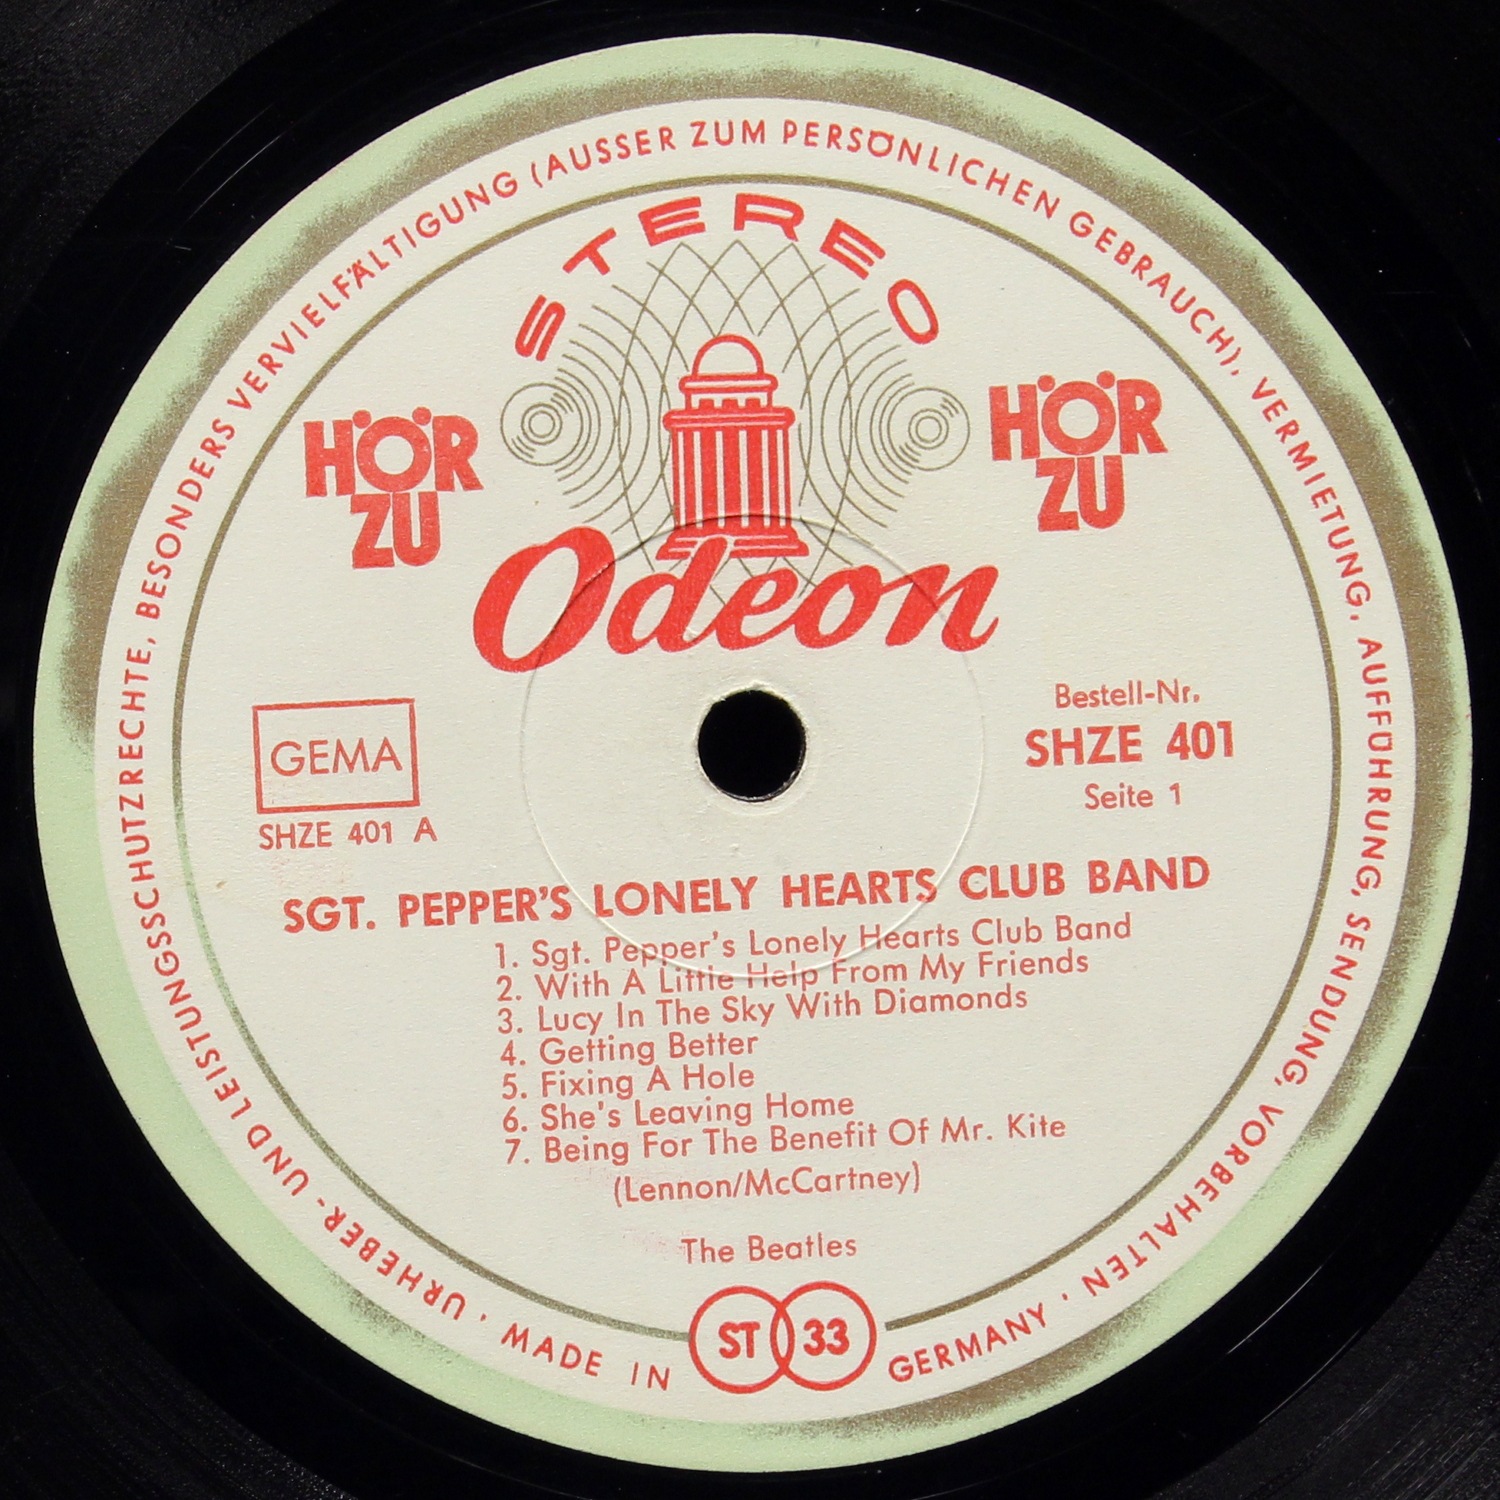 URHEBER- UND LEISTUNGSSCHUTZRECHTE, BESONDERS VERVIELFÄLTIGUNG (AUSSER ZUM PERSÖNLICHEN GEBRAUCH), VERMIETUNG, AUFFÜHRUNG, SENDUNG, VORBEHALTEN ·
STEREO
HÖR
ZU
HÖR
ZU
Odeon
GEMA
SHZE 401 A
Bestell-Nr.
SHZE 401
Seite 1
SGT. PEPPER'S LONELY HEARTS CLUB BAND
1. Sgt. Pepper's Lonely Hearts Club Band
2. With A Little Help From My Friends
3. Lucy In The Sky With Diamonds
4. Getting Better
5. Fixing A Hole
6. She's Leaving Home
7. Being For The Benefit Of Mr. Kite
(Lennon/McCartney)
The Beatles
ST 33
· MADE IN GERMANY